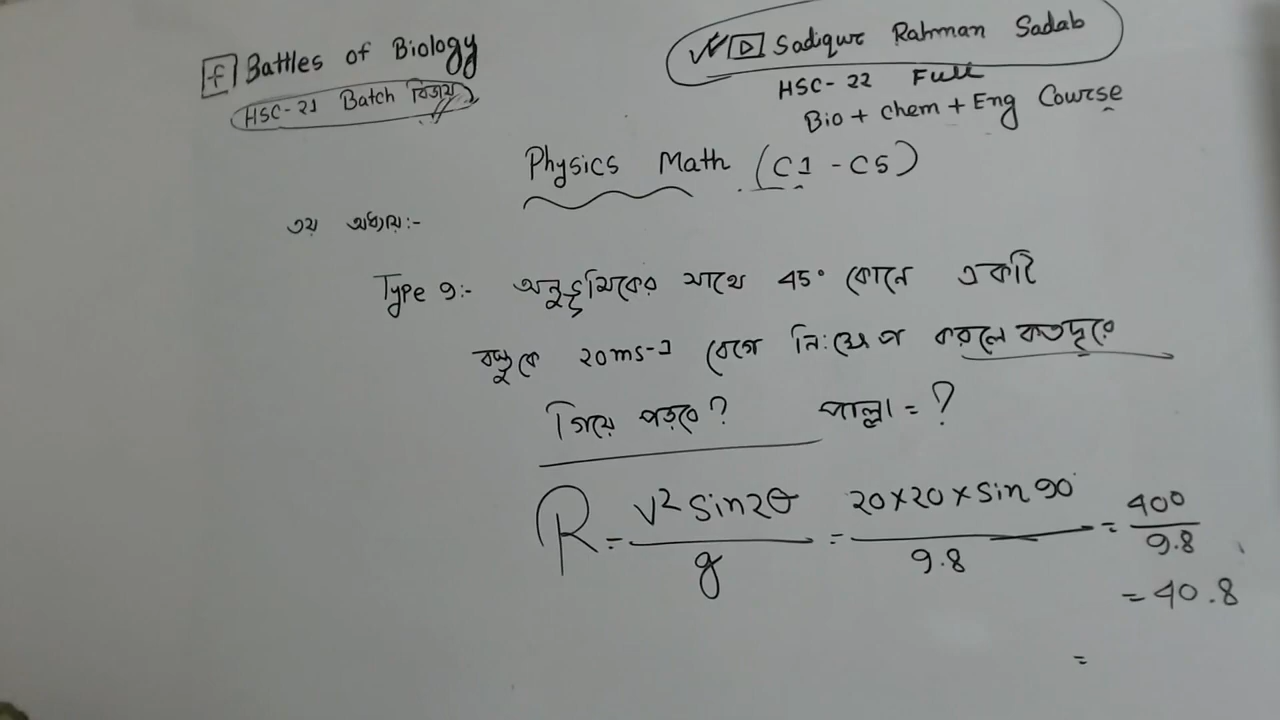 f Battles of Biology
HSC-21 Batch বিজয়
Sadiqur Rahman Sadab
HSC-22 Full
Bio + chem + Eng Course
Physics Math (C1 - C5)
৩য় অধ্যায়:-
Type 9:- অনুভূমিকের সাথে 45° কোনে একটি
বস্তুকে 20ms-1 বেগে নি:ক্ষেপ করলে কতদূরে
গিয়ে পড়বে? পাল্লা = ?
R = V² Sin2θ / g = 20×20×Sin 90° / 9.8 = 400 / 9.8
= 40.8
=